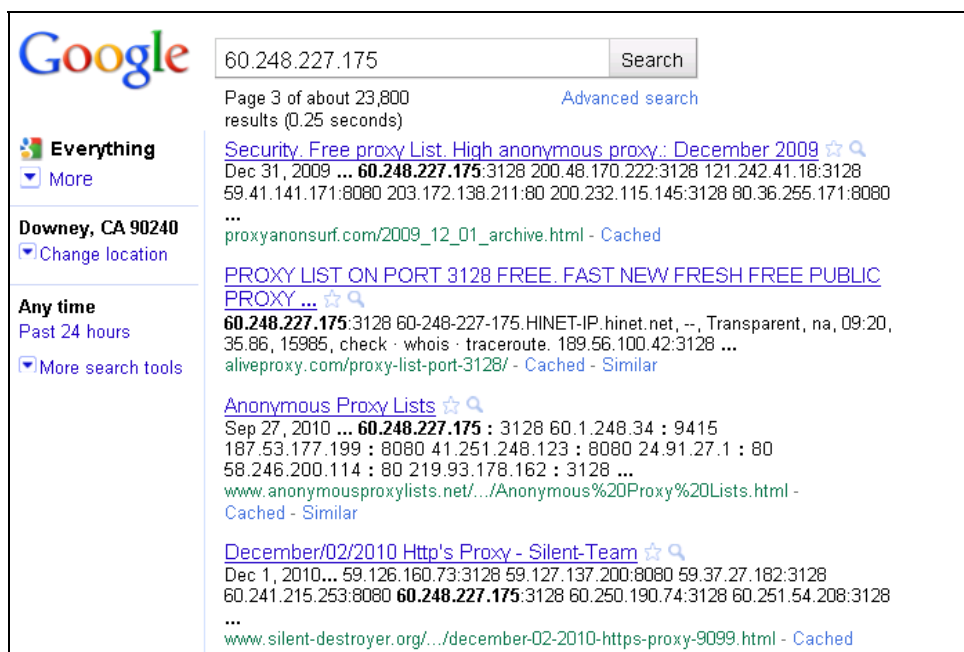 Google
60.248.227.175 Search
Page 3 of about 23,800
results (0.25 seconds)
Advanced search
Everything
More
Downey, CA 90240
Change location
Any time
Past 24 hours
More search tools
Security. Free proxy List. High anonymous proxy.: December 2009
Dec 31, 2009 ... 60.248.227.175:3128 200.48.170.222:3128 121.242.41.18:3128
59.41.141.171:8080 203.172.138.211:80 200.232.115.145:3128 80.36.255.171:8080
...
proxyanonsurf.com/2009_12_01_archive.html - Cached
PROXY LIST ON PORT 3128 FREE. FAST NEW FRESH FREE PUBLIC
PROXY ...
60.248.227.175:3128 60-248-227-175.HINET-IP.hinet.net, --, Transparent, na, 09:20,
35.86, 15985, check · whois · traceroute. 189.56.100.42:3128 ...
aliveproxy.com/proxy-list-port-3128/ - Cached - Similar
Anonymous Proxy Lists
Sep 27, 2010 ... 60.248.227.175 : 3128 60.1.248.34 : 9415
187.53.177.199 : 8080 41.251.248.123 : 8080 24.91.27.1 : 80
58.246.200.114 : 80 219.93.178.162 : 3128 ...
www.anonymousproxylists.net/.../Anonymous%20Proxy%20Lists.html -
Cached - Similar
December/02/2010 Http's Proxy - Silent-Team
Dec 1, 2010... 59.126.160.73:3128 59.127.137.200:8080 59.37.27.182:3128
60.241.215.253:8080 60.248.227.175:3128 60.250.190.74:3128 60.251.54.208:3128
...
www.silent-destroyer.org/.../december-02-2010-https-proxy-9099.html - Cached